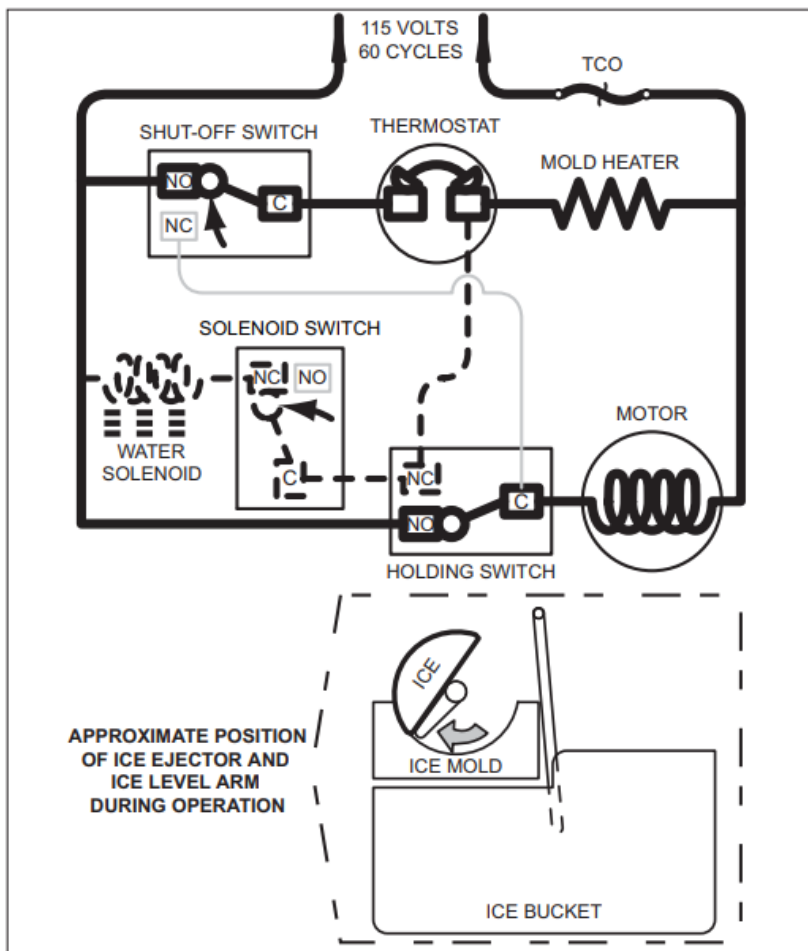 115 VOLTS
60 CYCLES
TCO
SHUT-OFF SWITCH
THERMOSTAT
MOLD HEATER
NO
C
NC
SOLENOID SWITCH
NC
NO
MOTOR
WATER
SOLENOID
C
NC
C
NO
HOLDING SWITCH
ICE
APPROXIMATE POSITION
OF ICE EJECTOR AND
ICE LEVEL ARM
DURING OPERATION
ICE MOLD
ICE BUCKET